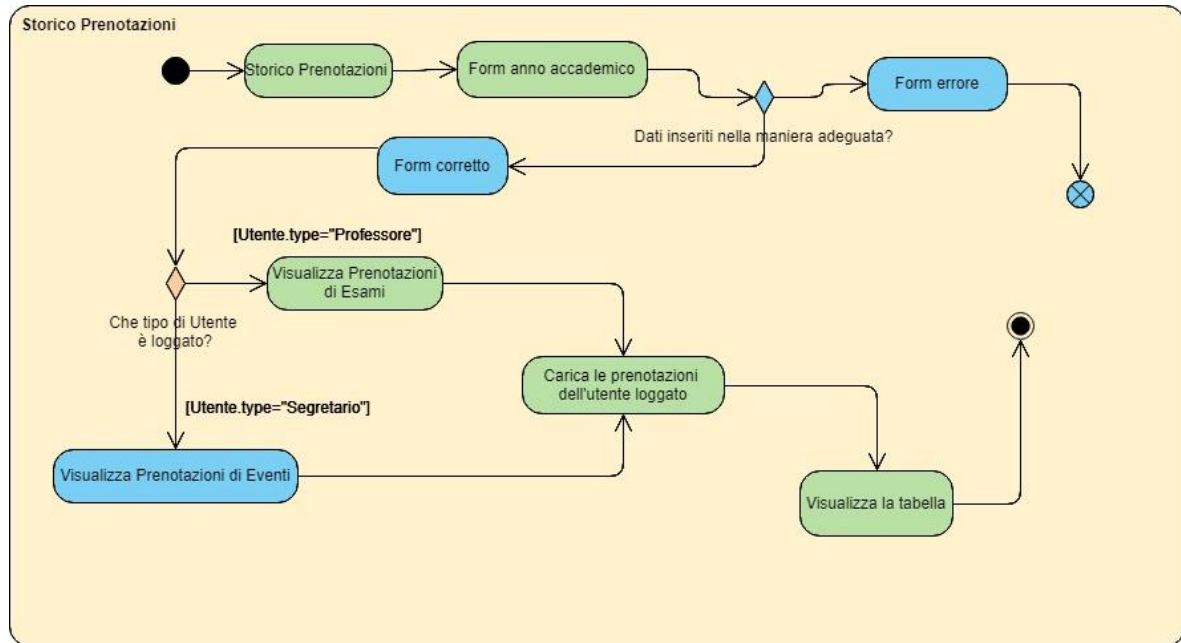 Storico Prenotazioni
Storico Prenotazioni
Form anno accademico
Form errore
Dati inseriti nella maniera adeguata?
Form corretto
[Utente.type="Professore"]
Visualizza Prenotazioni
di Esami
Che tipo di Utente
è loggato?
Carica le prenotazioni
dell'utente loggato
[Utente.type="Segretario"]
Visualizza Prenotazioni di Eventi
Visualizza la tabella